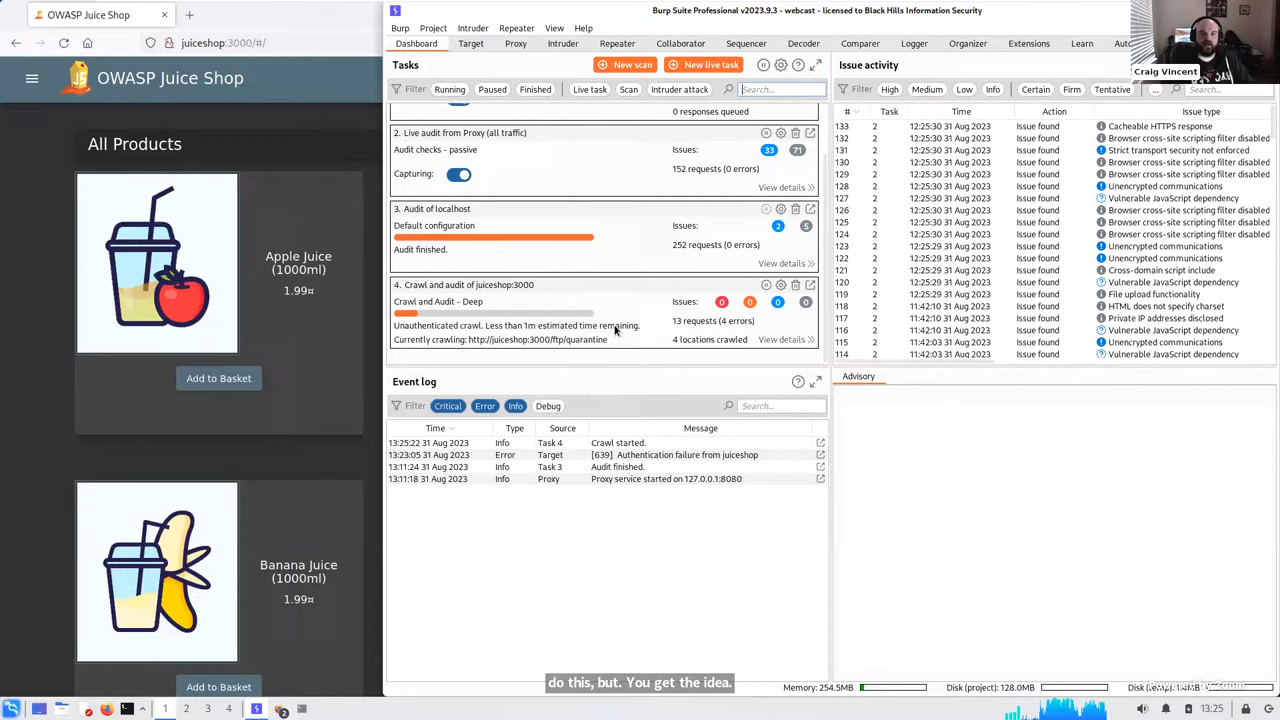 OWASP Juice Shop
juiceshop:3000/#/
OWASP Juice Shop
All Products
Apple Juice
(1000ml)
1.99¤
Add to Basket
Banana Juice
(1000ml)
1.99¤
Add to Basket
Burp Suite Professional v2023.9.3 - webcast - licensed to Black Hills Information Security
Burp Project Intruder Repeater View Help
Dashboard Target Proxy Intruder Repeater Collaborator Sequencer Decoder Comparer Logger Organizer Extensions Learn
Craig Vincent
Tasks
New scan
New live task
Filter Running Paused Finished Live task Scan Intruder attack Search...
0 responses queued
2. Live audit from Proxy (all traffic)
Audit checks - passive
Issues: 33 71
152 requests (0 errors)
Capturing:
View details
3. Audit of localhost
Default configuration
Issues: 2 5
252 requests (0 errors)
Audit finished.
View details
4. Crawl and audit of juiceshop:3000
Crawl and Audit - Deep
Issues: 0 0 0 0
13 requests (4 errors)
Unauthenticated crawl. Less than 1m estimated time remaining.
Currently crawling: http://juiceshop:3000/ftp/quarantine
4 locations crawled View details
Event log
Filter Critical Error Info Debug Search...
Time Type Source Message
13:25:22 31 Aug 2023 Info Task 4 Crawl started.
13:23:05 31 Aug 2023 Error Target [639] Authentication failure from juiceshop
13:11:24 31 Aug 2023 Info Task 3 Audit finished.
13:11:18 31 Aug 2023 Info Proxy Proxy service started on 127.0.0.1:8080
Issue activity
Filter High Medium Low Info Certain Firm Tentative ... Search...
# Task Time Action Issue type
133 2 12:25:30 31 Aug 2023 Issue found Cacheable HTTPS response
132 2 12:25:30 31 Aug 2023 Issue found Browser cross-site scripting filter disabled
131 2 12:25:30 31 Aug 2023 Issue found Strict transport security not enforced
130 2 12:25:30 31 Aug 2023 Issue found Browser cross-site scripting filter disabled
129 2 12:25:30 31 Aug 2023 Issue found Browser cross-site scripting filter disabled
128 2 12:25:30 31 Aug 2023 Issue found Unencrypted communications
127 2 12:25:30 31 Aug 2023 Issue found Vulnerable JavaScript dependency
126 2 12:25:30 31 Aug 2023 Issue found Browser cross-site scripting filter disabled
125 2 12:25:30 31 Aug 2023 Issue found Browser cross-site scripting filter disabled
124 2 12:25:30 31 Aug 2023 Issue found Browser cross-site scripting filter disabled
123 2 12:25:29 31 Aug 2023 Issue found Unencrypted communications
122 2 12:25:29 31 Aug 2023 Issue found Unencrypted communications
121 2 12:25:29 31 Aug 2023 Issue found Cross-domain script include
120 2 12:25:29 31 Aug 2023 Issue found Vulnerable JavaScript dependency
119 2 12:25:29 31 Aug 2023 Issue found File upload functionality
118 2 11:42:10 31 Aug 2023 Issue found HTML does not specify charset
117 2 11:42:10 31 Aug 2023 Issue found Private IP addresses disclosed
116 2 11:42:10 31 Aug 2023 Issue found Vulnerable JavaScript dependency
115 2 11:42:03 31 Aug 2023 Issue found Unencrypted communications
114 2 11:42:03 31 Aug 2023 Issue found Vulnerable JavaScript dependency
Advisory
do this, but. You get the idea.
Memory: 254.5MB
Disk (project): 128.0MB
1 2 3 4
13:25